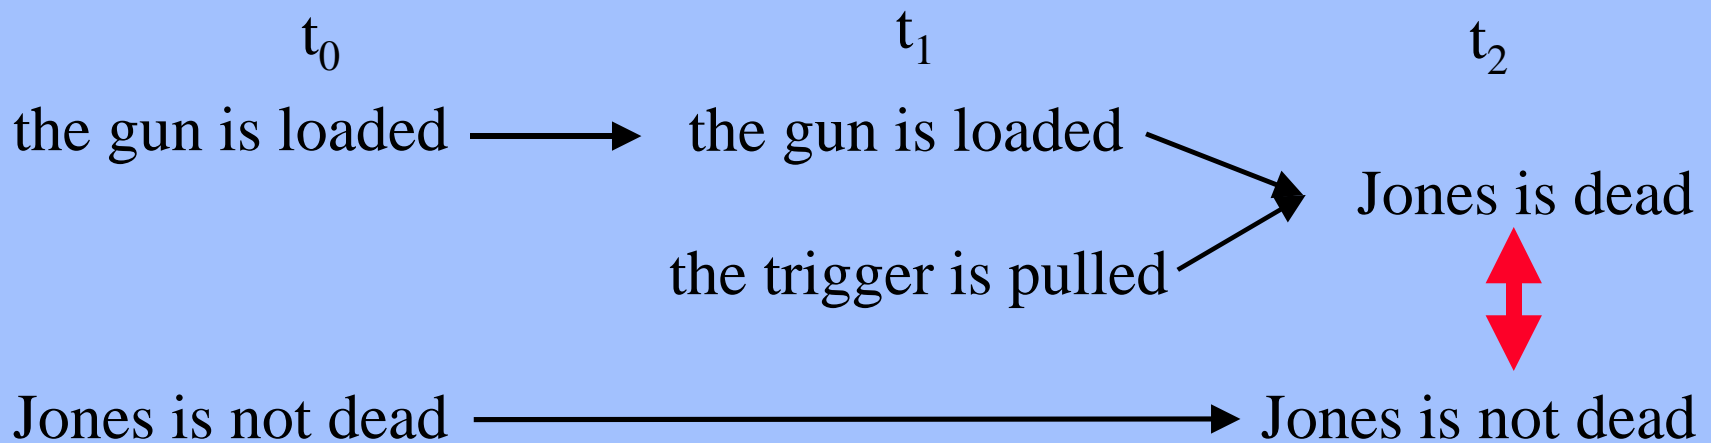 t₀ t₁ t₂
the gun is loaded the gun is loaded
Jones is dead
the trigger is pulled
Jones is not dead Jones is not dead